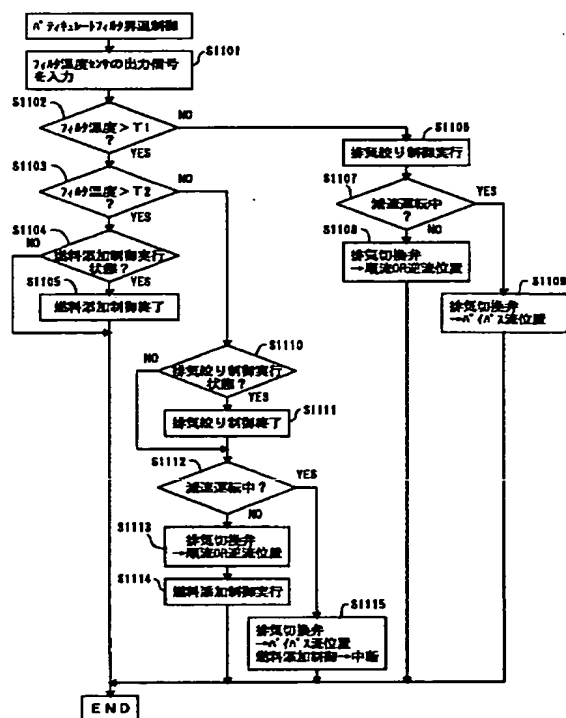 パティキュレートフィルタ昇温制御
S1101
フィルタ温度センサの出力信号
を入力
S1102
フィルタ温度>T1
?
NO
YES
S1103
フィルタ温度>T2
?
NO
YES
S1104
燃料添加制御実行
状態?
NO
YES
S1105
燃料添加制御終了
S1106
排気絞り制御実行
S1107
減速運転中
?
YES
NO
S1108
排気切換弁
→順流OR逆流位置
S1109
排気切換弁
→バイパス流位置
S1110
排気絞り制御実行
状態?
NO
YES
S1111
排気絞り制御終了
S1112
減速運転中?
YES
NO
S1113
排気切換弁
→順流OR逆流位置
S1114
燃料添加制御実行
S1115
排気切換弁
→バイパス流位置
燃料添加制御→中断
END